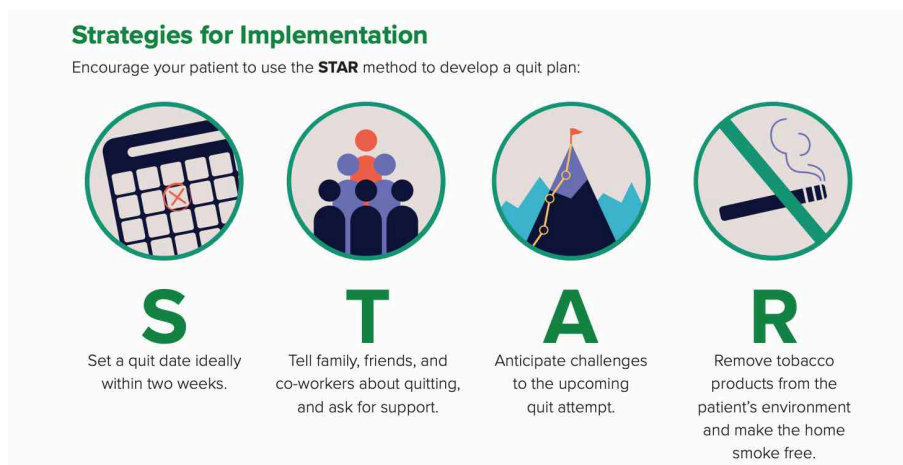 Strategies for Implementation
Encourage your patient to use the STAR method to develop a quit plan:
S
Set a quit date ideally
within two weeks.
T
Tell family, friends, and
co-workers about quitting,
and ask for support.
A
Anticipate challenges
to the upcoming
quit attempt.
R
Remove tobacco
products from the
patient’s environment
and make the home
smoke free.